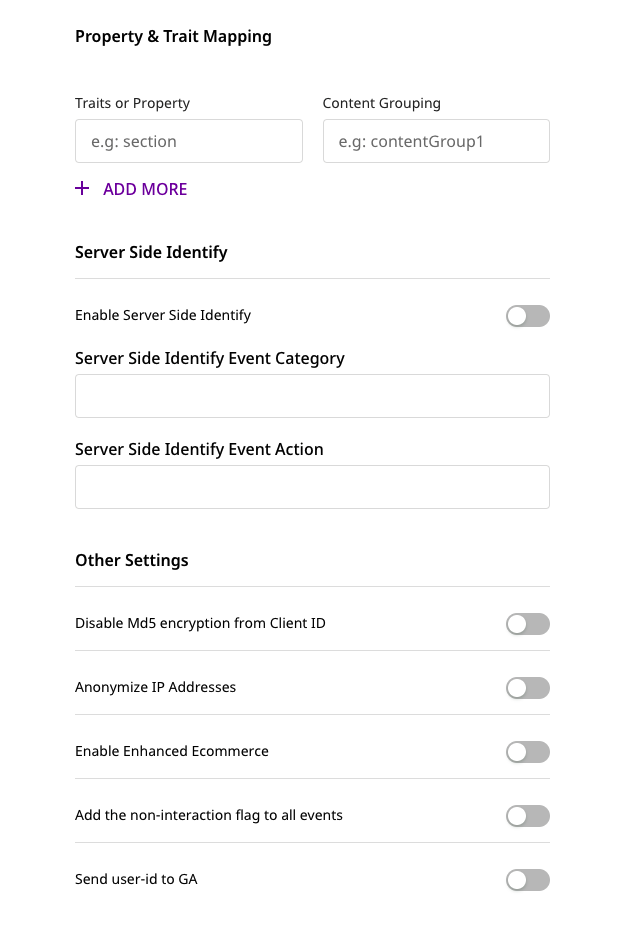 Property & Trait Mapping
Traits or Property
Content Grouping
e.g: section
e.g: contentGroup1
+ ADD MORE
Server Side Identify
Enable Server Side Identify
Server Side Identify Event Category
Server Side Identify Event Action
Other Settings
Disable Md5 encryption from Client ID
Anonymize IP Addresses
Enable Enhanced Ecommerce
Add the non-interaction flag to all events
Send user-id to GA